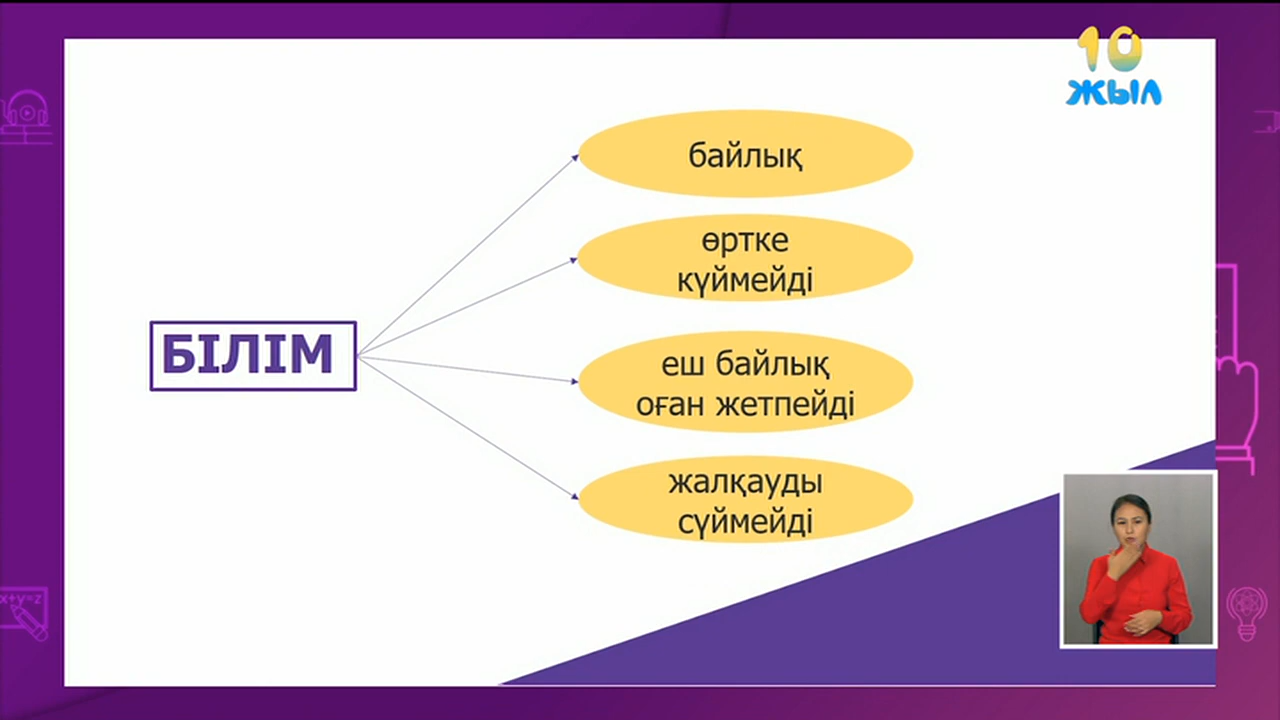 10
ЖЫЛ
байлық
өртке
күймейді
БІЛІМ
еш байлық
оған жетпейді
жалқауды
сүймейді
x+y=z